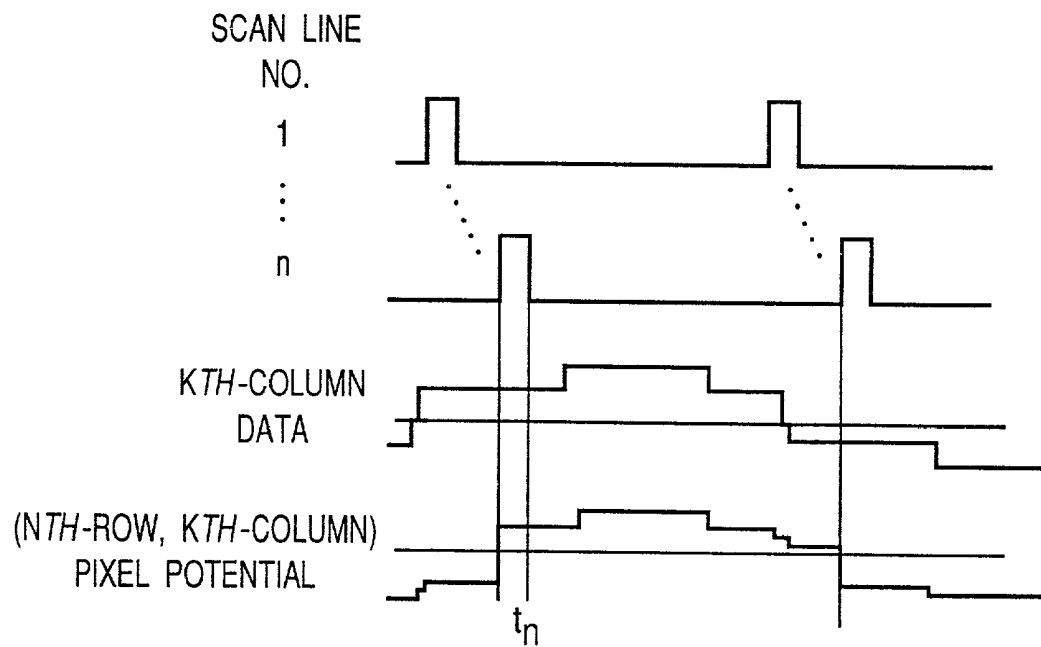 SCAN LINE
NO.
1
n
KTH-COLUMN
DATA
(NTH-ROW, KTH-COLUMN)
PIXEL POTENTIAL
tn